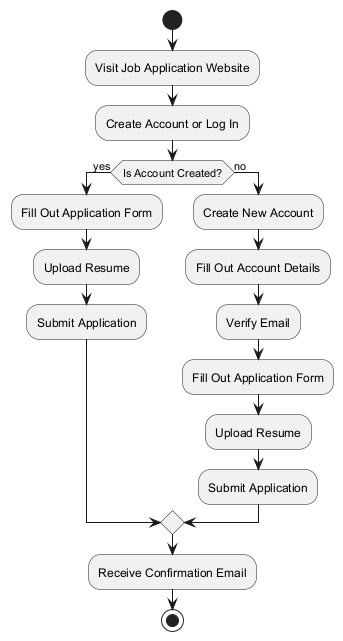 Visit Job Application Website
Create Account or Log In
yes
Is Account Created?
no
Fill Out Application Form
Upload Resume
Submit Application
Create New Account
Fill Out Account Details
Verify Email
Fill Out Application Form
Upload Resume
Submit Application
Receive Confirmation Email